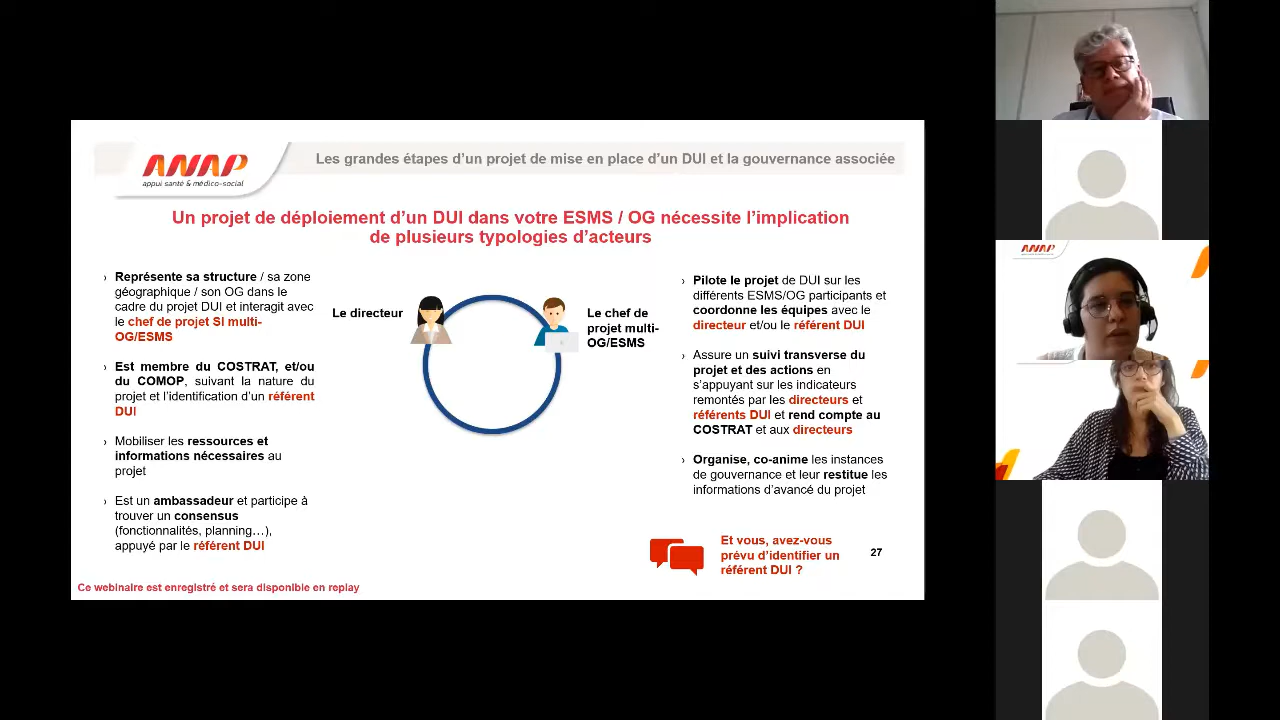 ANAP
appui santé & médico-social
Les grandes étapes d'un projet de mise en place d'un DUI et la gouvernance associée
Un projet de déploiement d'un DUI dans votre ESMS / OG nécessite l'implication
de plusieurs typologies d'acteurs
› Représente sa structure / sa zone
géographique / son OG dans le
cadre du projet DUI et interagit avec
le chef de projet SI multi-
OG/ESMS
› Est membre du COSTRAT, et/ou
du COMOP, suivant la nature du
projet et l'identification d'un référent
DUI
› Mobiliser les ressources et
informations nécessaires au
projet
› Est un ambassadeur et participe à
trouver un consensus
(fonctionnalités, planning…),
appuyé par le référent DUI
Le directeur
Le chef de
projet multi-
OG/ESMS
› Pilote le projet de DUI sur les
différents ESMS/OG participants et
coordonne les équipes avec le
directeur et/ou le référent DUI
› Assure un suivi transverse du
projet et des actions en
s'appuyant sur les indicateurs
remontés par les directeurs et
référents DUI et rend compte au
COSTRAT et aux directeurs
› Organise, co-anime les instances
de gouvernance et leur restitue les
informations d'avancé du projet
Et vous, avez-vous
prévu d'identifier un
référent DUI ?
27
Ce webinaire est enregistré et sera disponible en replay
ANAP